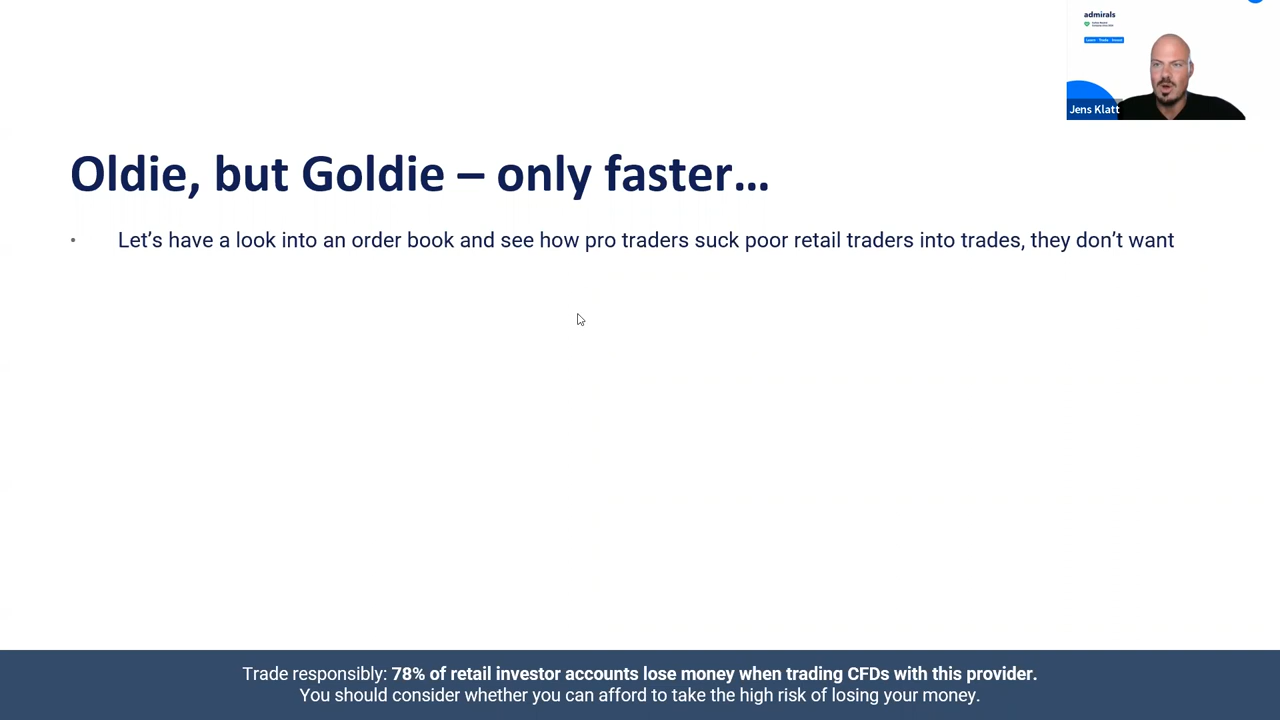 admirals
Jens Klatt
Oldie, but Goldie – only faster...
• Let's have a look into an order book and see how pro traders suck poor retail traders into trades, they don't want
Trade responsibly: 78% of retail investor accounts lose money when trading CFDs with this provider.
You should consider whether you can afford to take the high risk of losing your money.